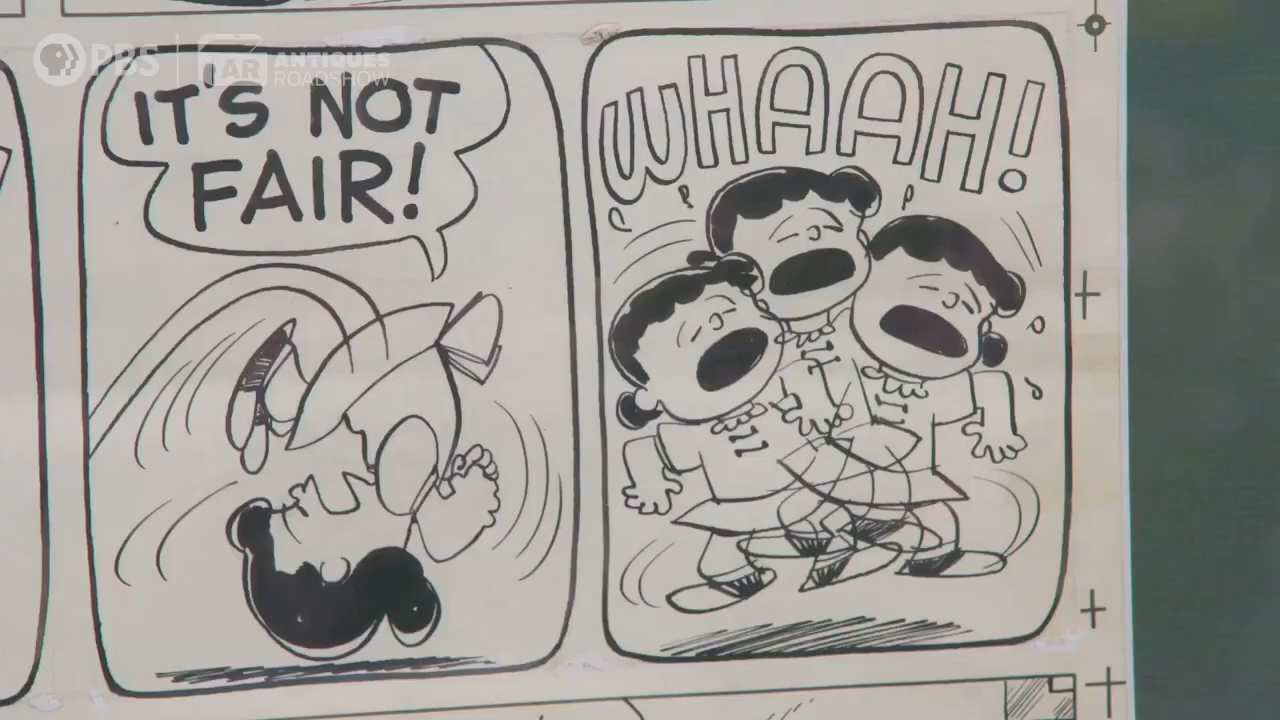 PBS
AR
ANTIQUES
ROADSHOW
IT'S NOT
FAIR!
WHAAH!